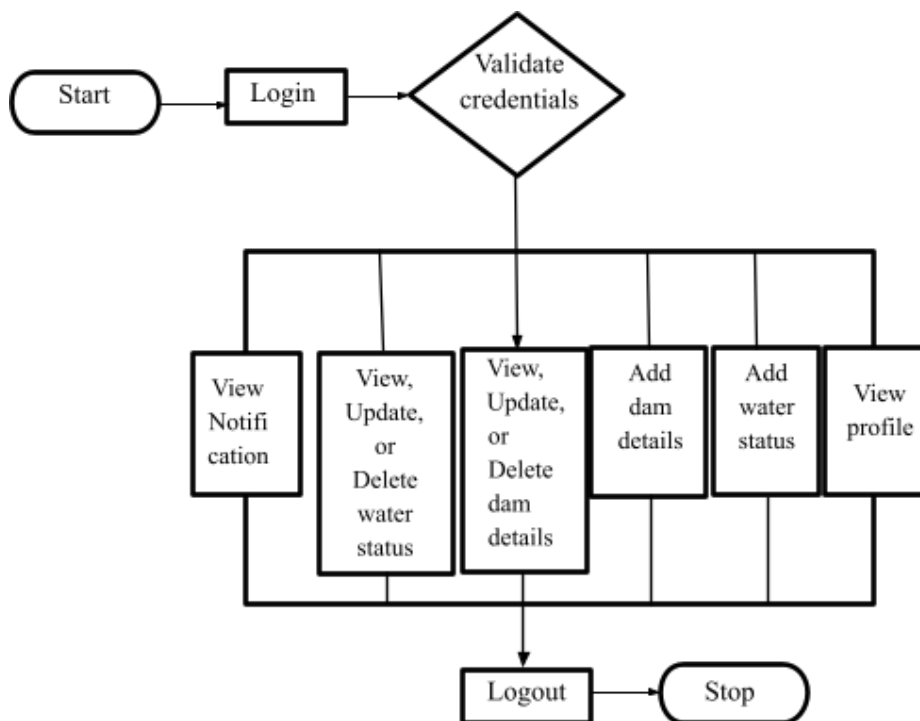 Start
Login
Validate
credentials
View
Notifi
cation
View,
Update,
or
Delete
water
status
View,
Update,
or
Delete
dam
details
Add
dam
details
Add
water
status
View
profile
Logout
Stop